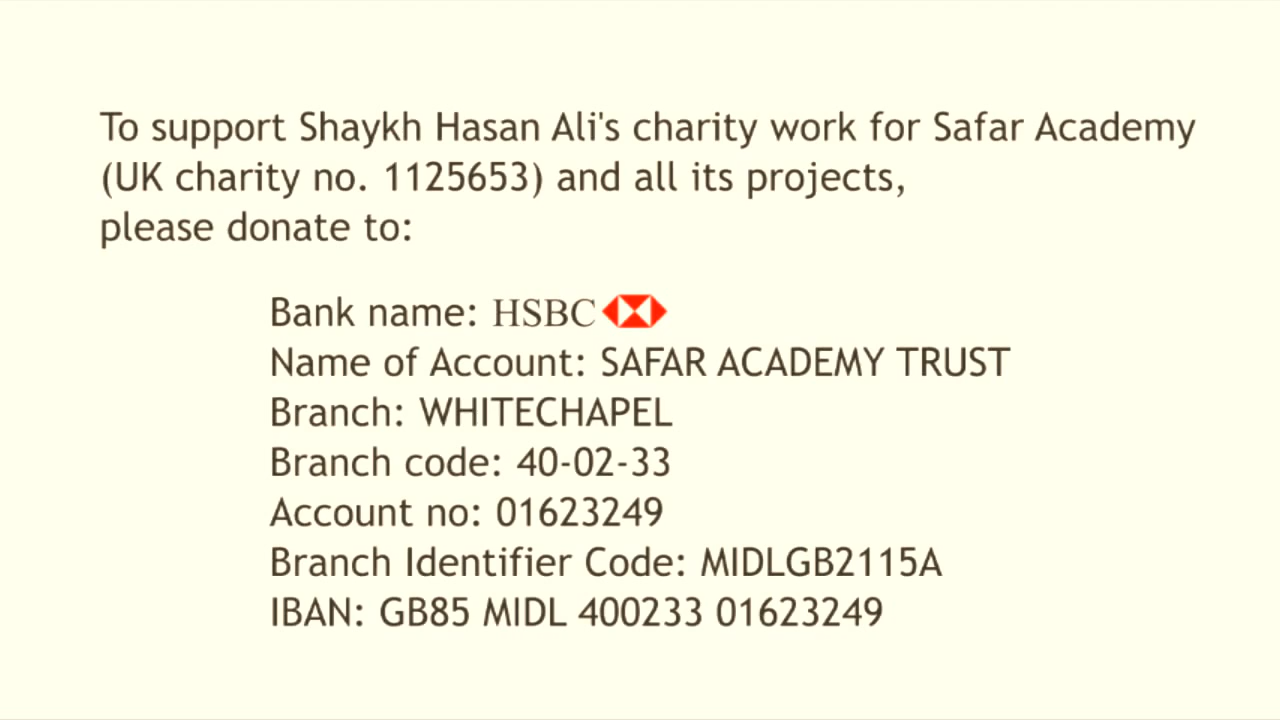 To support Shaykh Hasan Ali's charity work for Safar Academy
(UK charity no. 1125653) and all its projects,
please donate to:
Bank name: HSBC
Name of Account: SAFAR ACADEMY TRUST
Branch: WHITECHAPEL
Branch code: 40-02-33
Account no: 01623249
Branch Identifier Code: MIDLGB2115A
IBAN: GB85 MIDL 400233 01623249